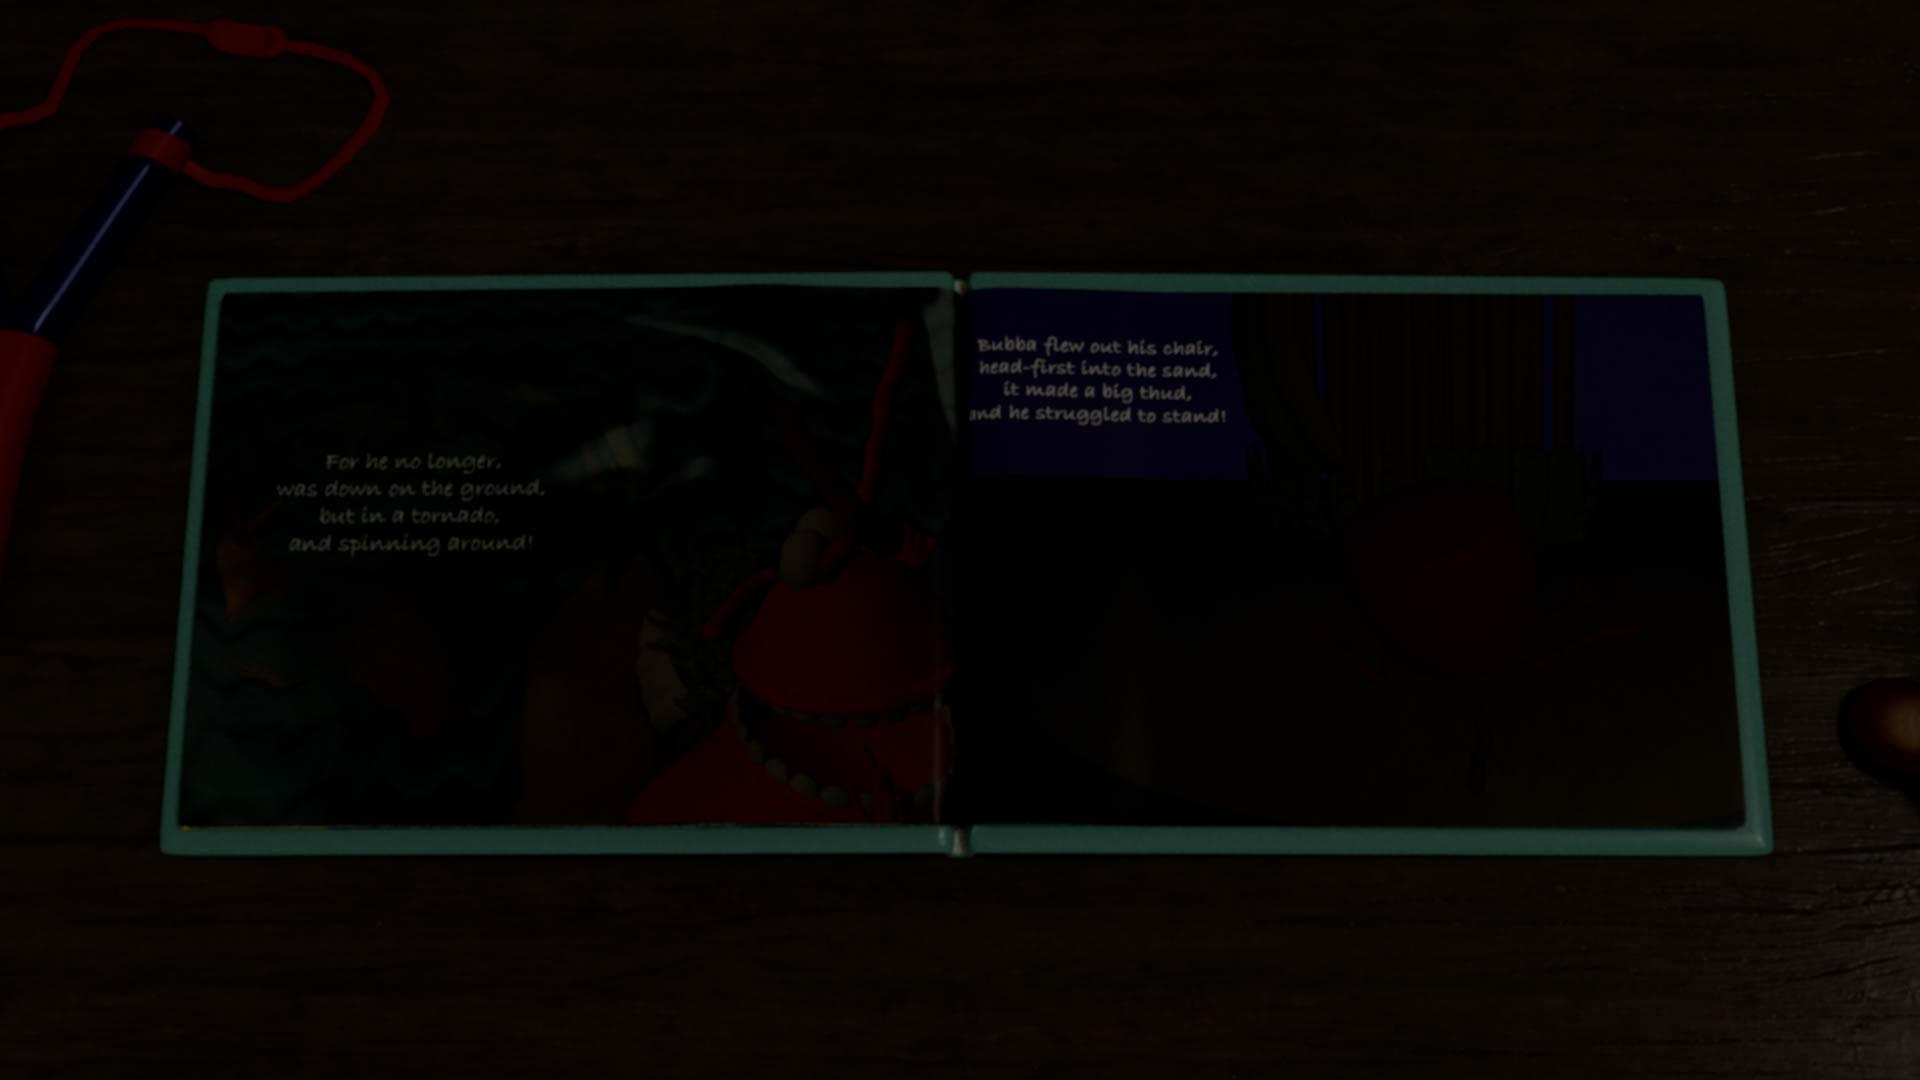 For he no longer,
was down on the ground,
but in a tornado,
and spinning around!
Bubba flew out his chair,
head-first into the sand,
it made a big thud,
and he struggled to stand!